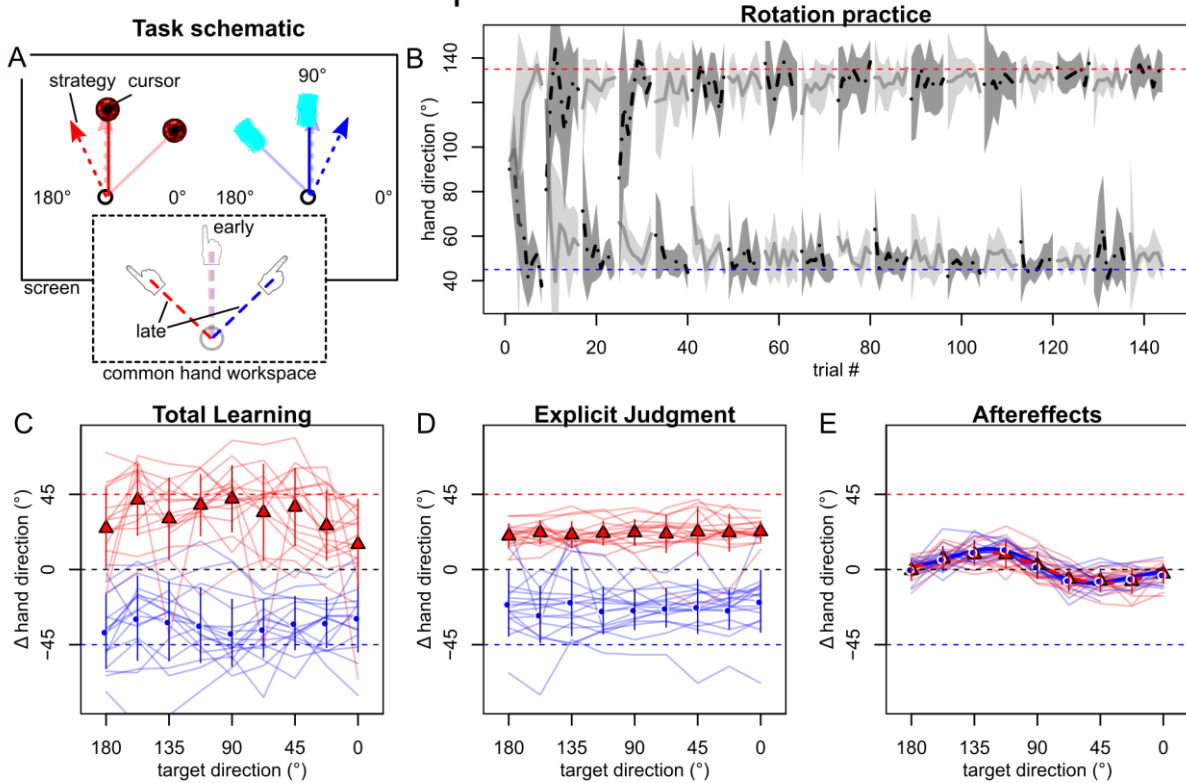 Task schematic
Rotation practice
A
strategy
cursor
90°
180°
0°
180°
0°
early
screen
late
common hand workspace
B
hand direction (°)
140
100
80
60
40
0
20
40
60
80
100
120
140
trial #
C
Total Learning
Δ hand direction (°)
45
0
−45
180
135
90
45
0
target direction (°)
D
Explicit Judgment
Δ hand direction (°)
45
0
−45
180
135
90
45
0
target direction (°)
E
Aftereffects
Δ hand direction (°)
45
0
−45
180
135
90
45
0
target direction (°)